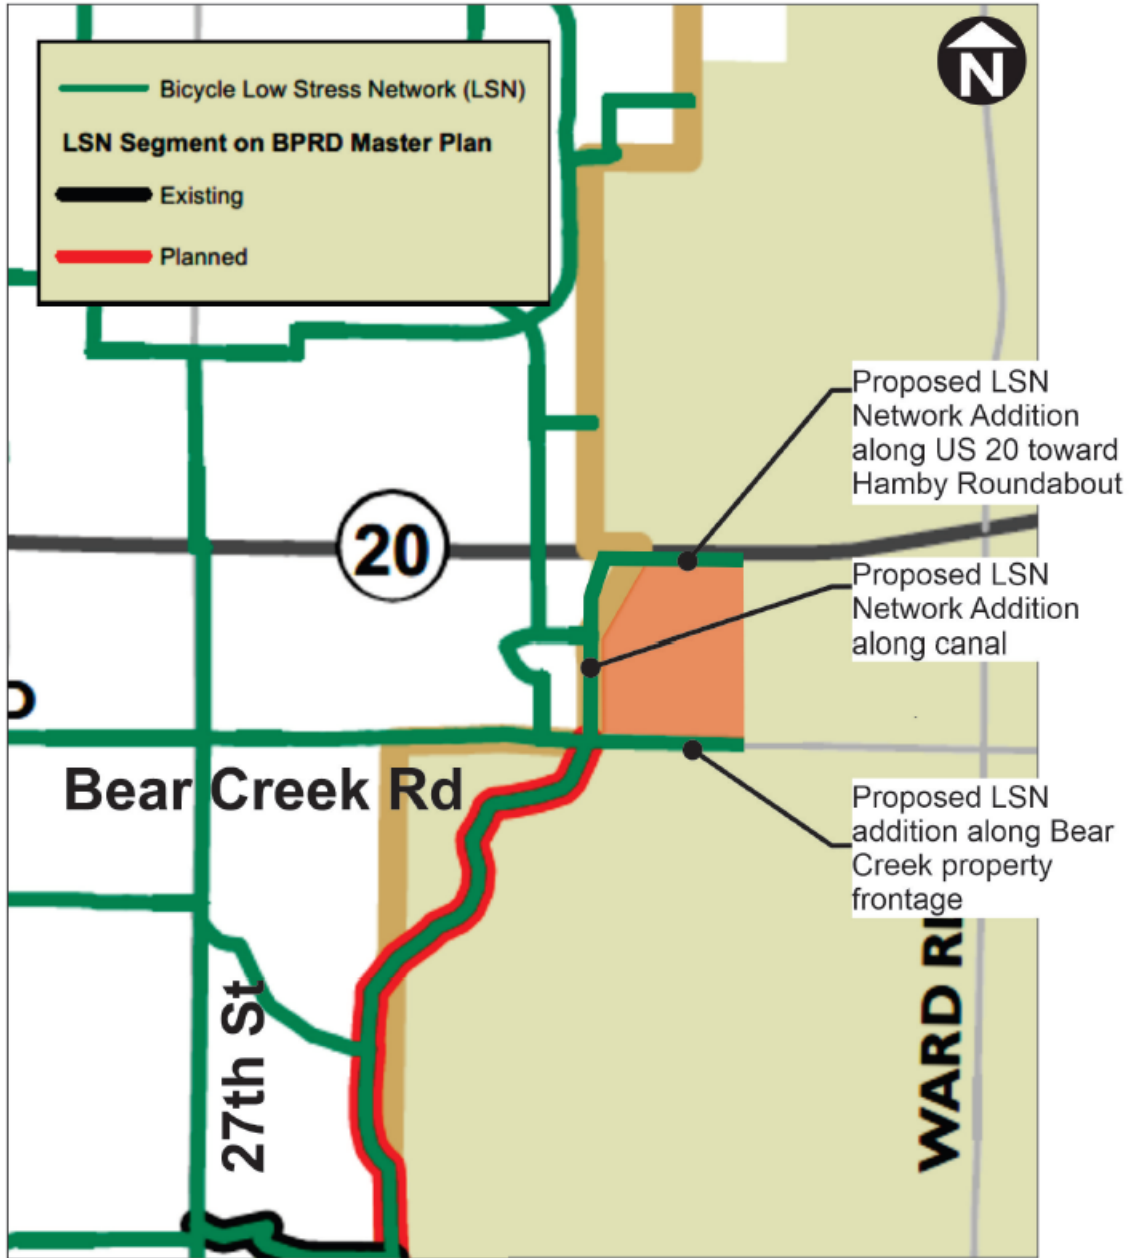 N
Bicycle Low Stress Network (LSN)
LSN Segment on BPRD Master Plan
Existing
Planned
Proposed LSN
Network Addition
along US 20 toward
Hamby Roundabout
20
Proposed LSN
Network Addition
along canal
D
Bear Creek Rd
Proposed LSN
addition along Bear
Creek property
frontage
27th St
WARD